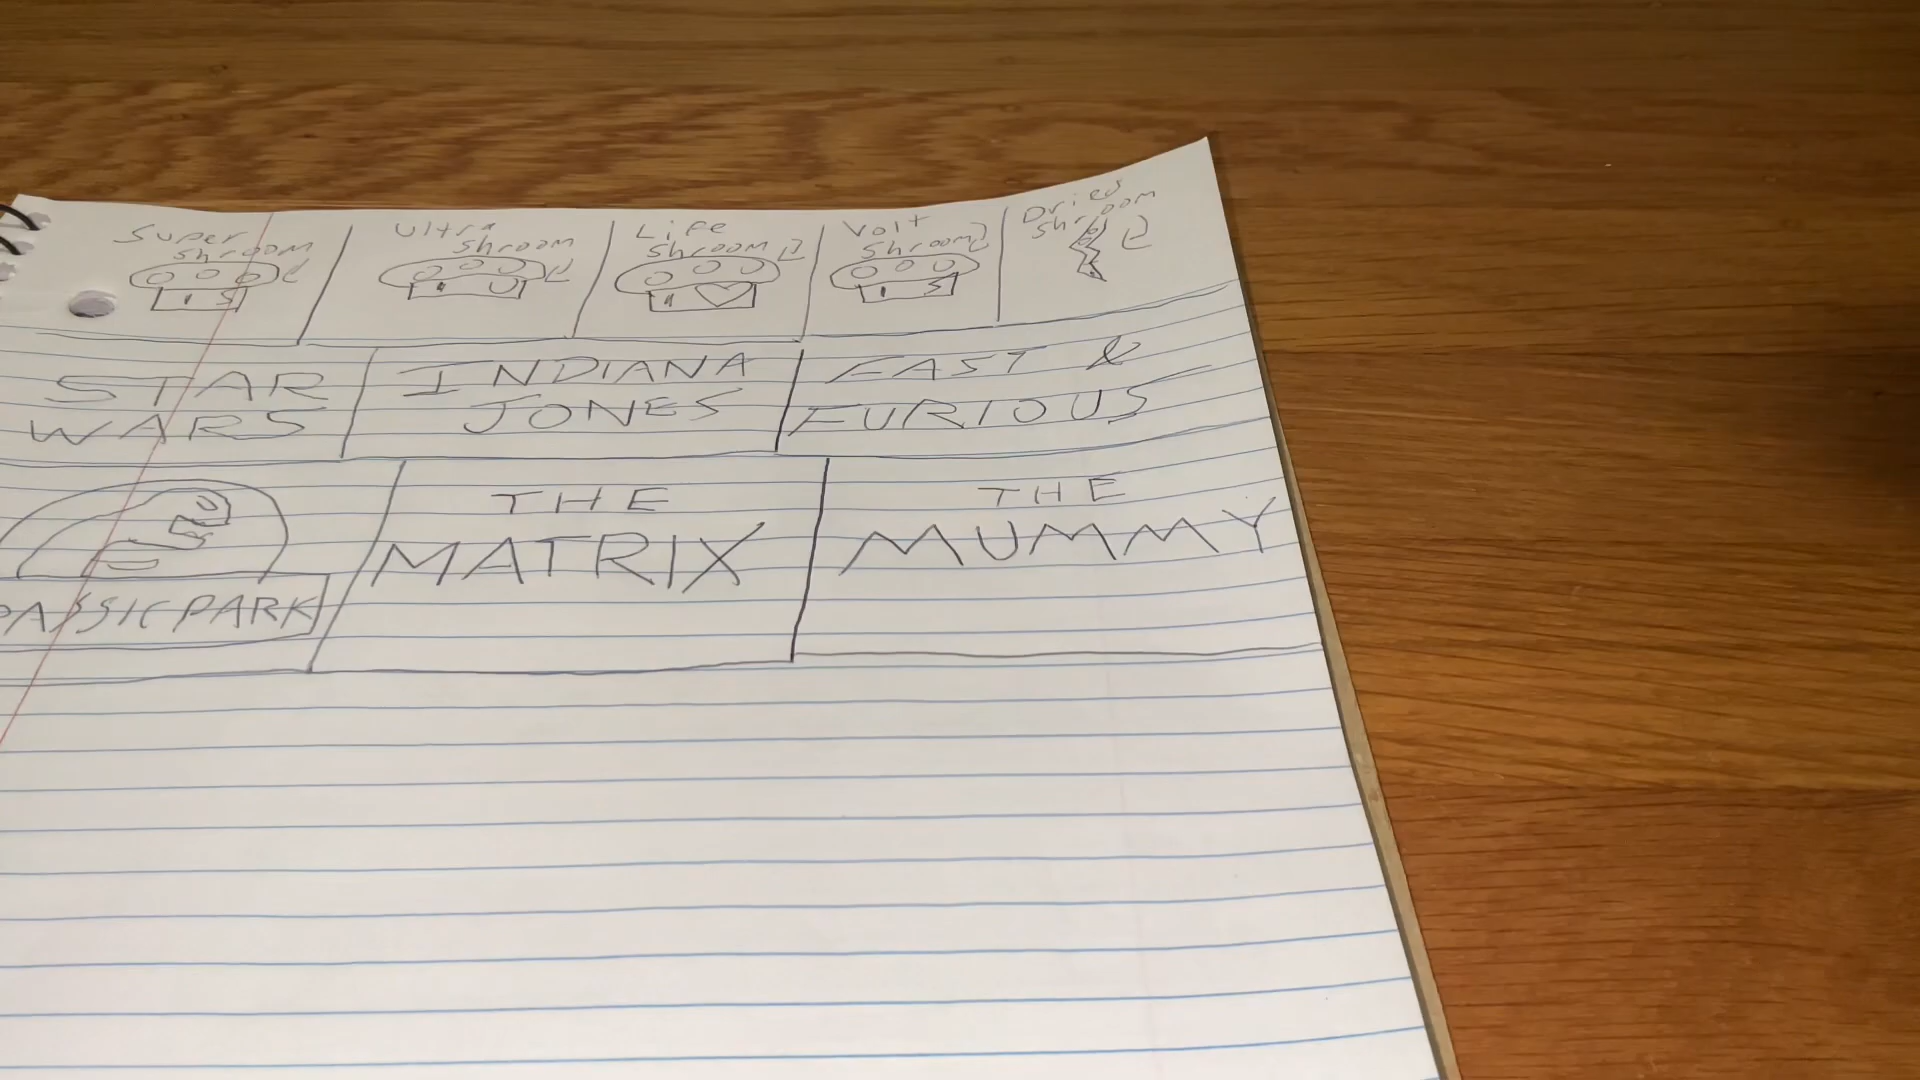 Super
shroom
Ultra
shroom
Life
shroom
Volt
shroom
Dried
shroom
STAR
WARS
INDIANA
JONES
FAST &
FURIOUS
PARK
THE
MATRIX
THE
MUMMY